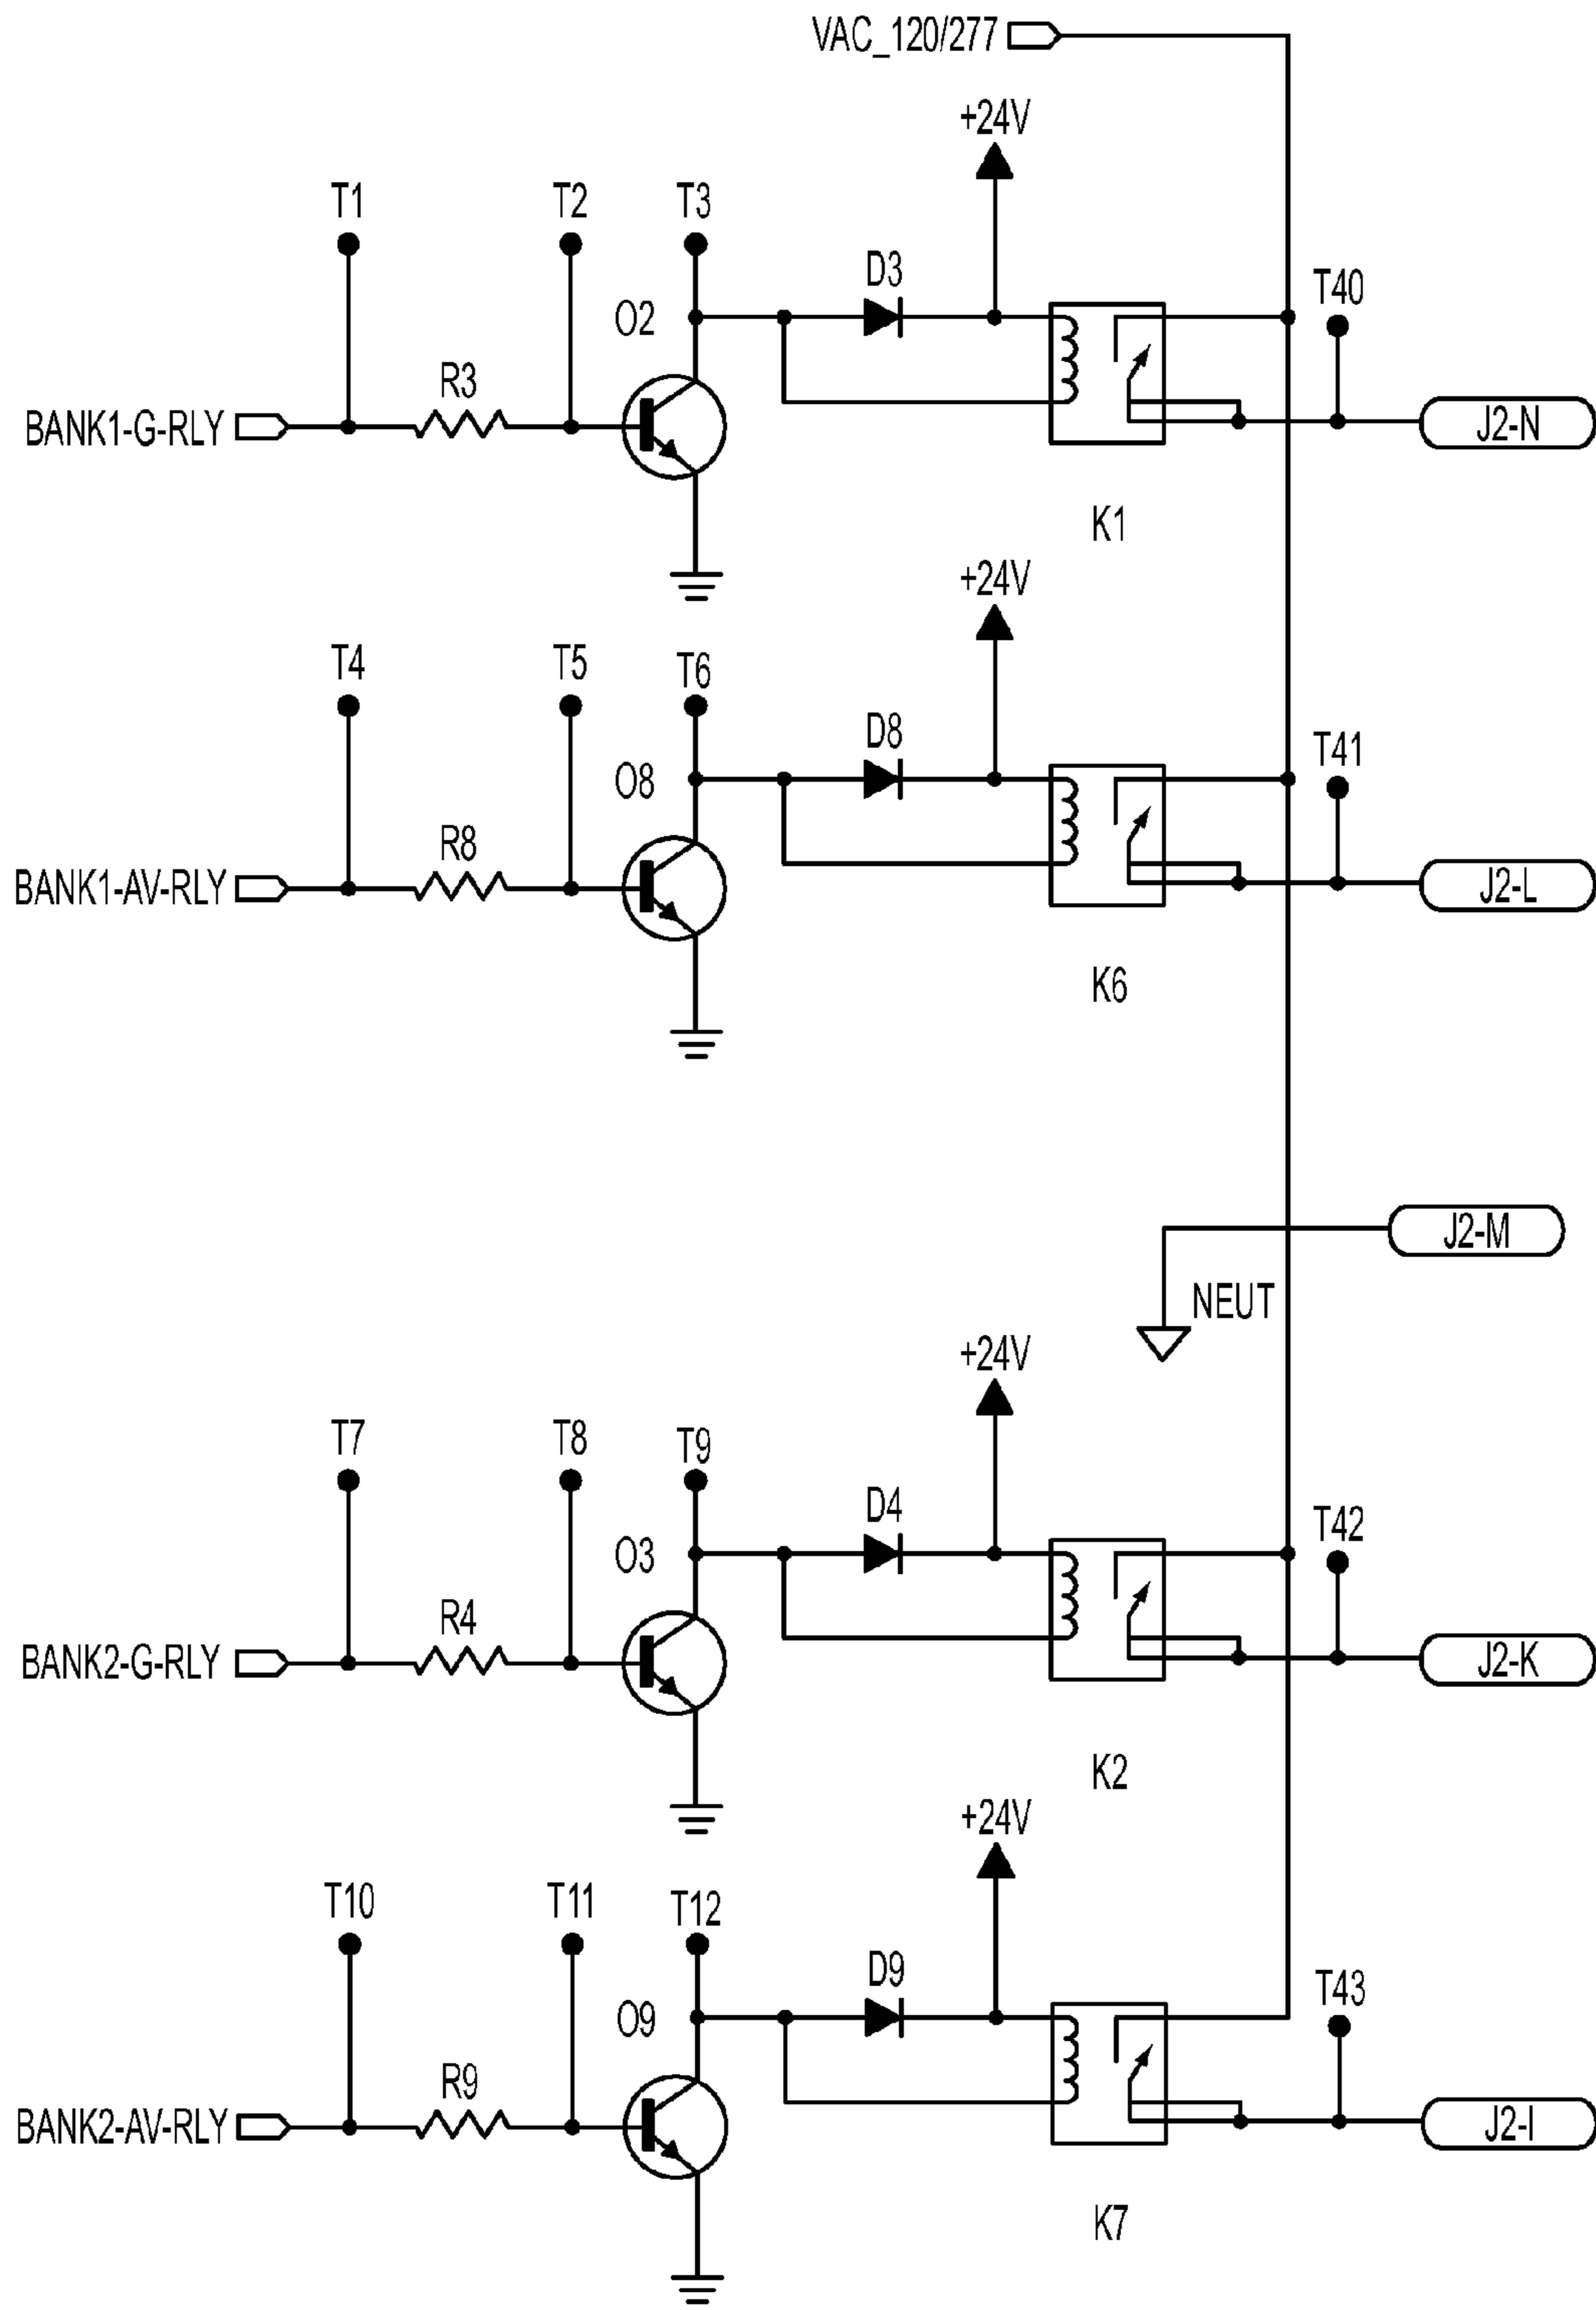 VAC_120/277
+24V
T1
T2
T3
D3
O2
T40
R3
BANK1-G-RLY
J2-N
K1
+24V
T4
T5
T6
D8
O8
T41
R8
BANK1-AV-RLY
J2-L
K6
J2-M
NEUT
+24V
T7
T8
T9
D4
O3
T42
R4
BANK2-G-RLY
J2-K
K2
+24V
T10
T11
T12
D9
O9
T43
R9
BANK2-AV-RLY
J2-I
K7